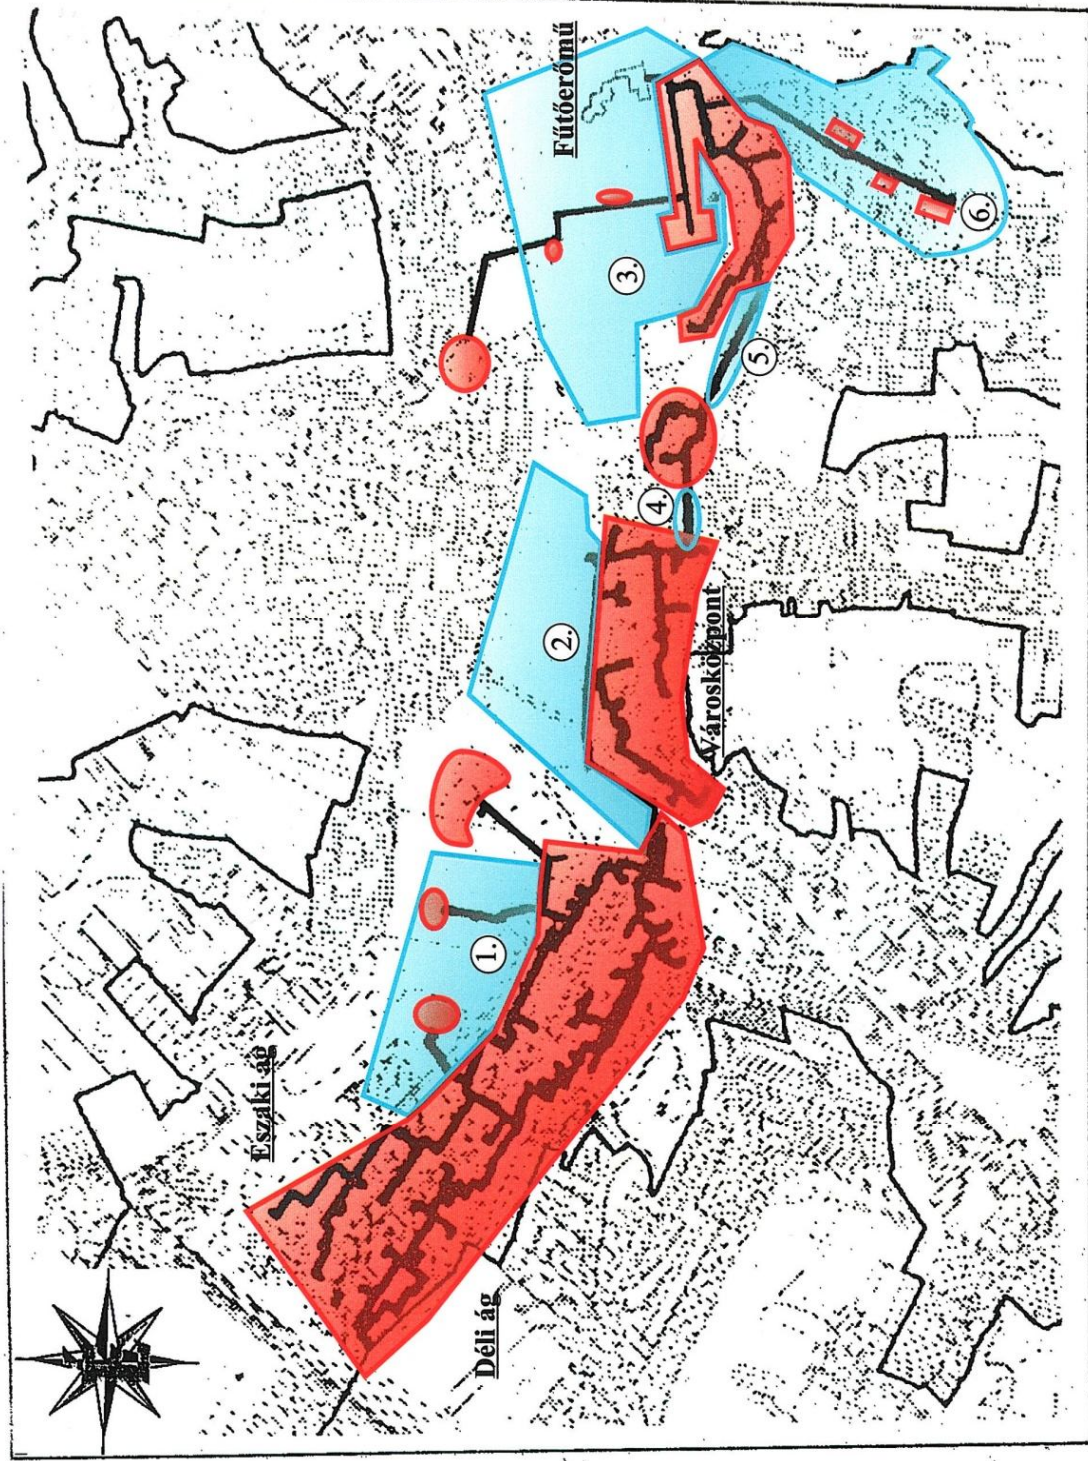 Fűtőerőmű
Északi ág
Városközpont
Déli ág
1.
2.
3.
4.
5.
6.